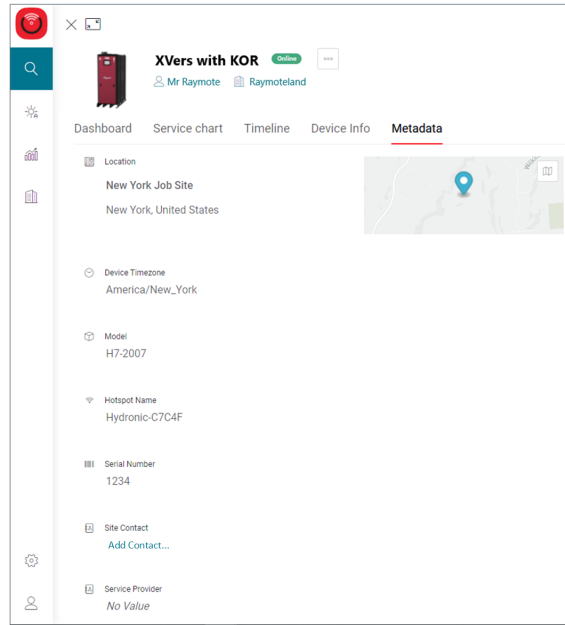 XVers with KOR Online
Mr Raymote Raymoteland
Dashboard Service chart Timeline Device Info Metadata
Location
New York Job Site
New York, United States
Device Timezone
America/New_York
Model
H7-2007
Hotspot Name
Hydronic-C7C4F
Serial Number
1234
Site Contact
Add Contact...
Service Provider
No Value